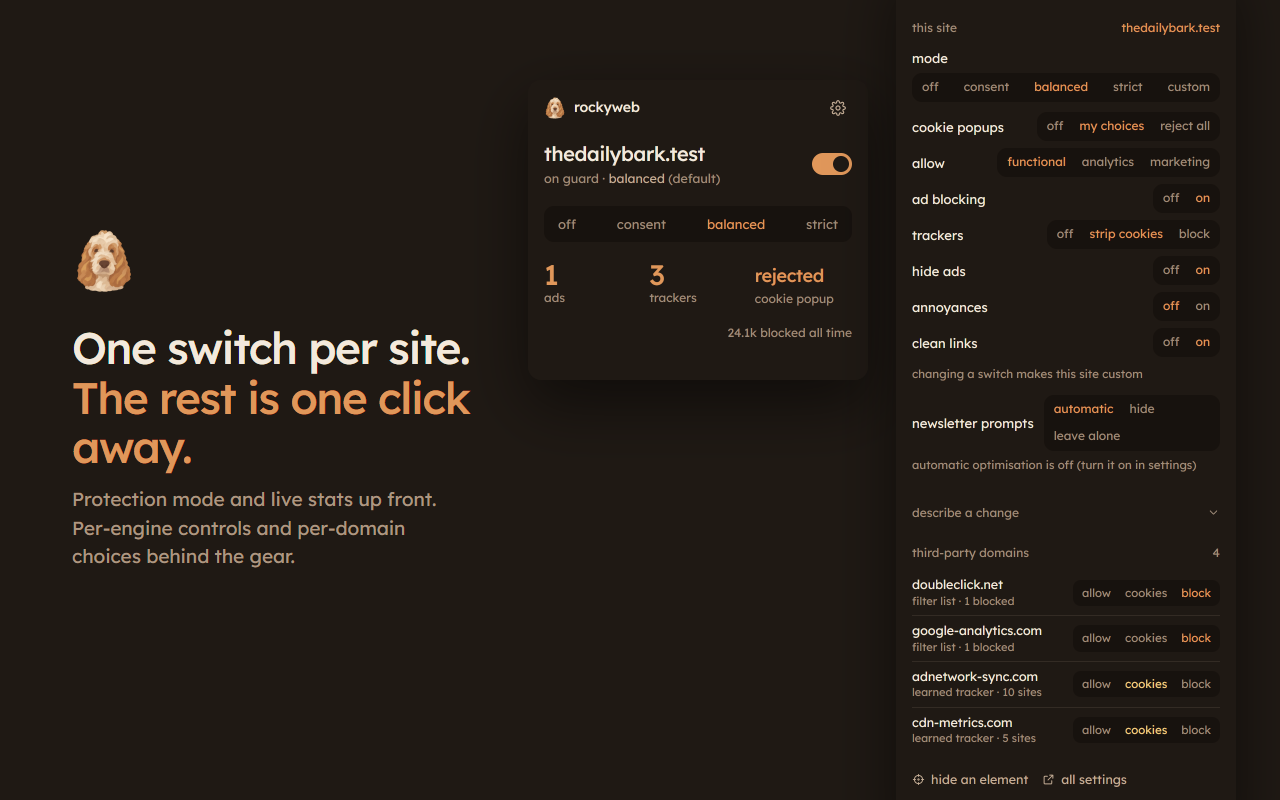 One switch per site.
The rest is one click
away.
Protection mode and live stats up front.
Per-engine controls and per-domain
choices behind the gear.
rockyweb
thedailybark.test
on guard · balanced (default)
off consent balanced strict
1 3 rejected
ads trackers cookie popup
24.1k blocked all time
this site thedailybark.test
mode
off consent balanced strict custom
cookie popups off my choices reject all
allow functional analytics marketing
ad blocking off on
trackers off strip cookies block
hide ads off on
annoyances off on
clean links off on
changing a switch makes this site custom
newsletter prompts automatic hide
leave alone
automatic optimisation is off (turn it on in settings)
describe a change
third-party domains 4
doubleclick.net allow cookies block
filter list · 1 blocked
google-analytics.com allow cookies block
filter list · 1 blocked
adnetwork-sync.com allow cookies block
learned tracker · 10 sites
cdn-metrics.com allow cookies block
learned tracker · 5 sites
hide an element all settings